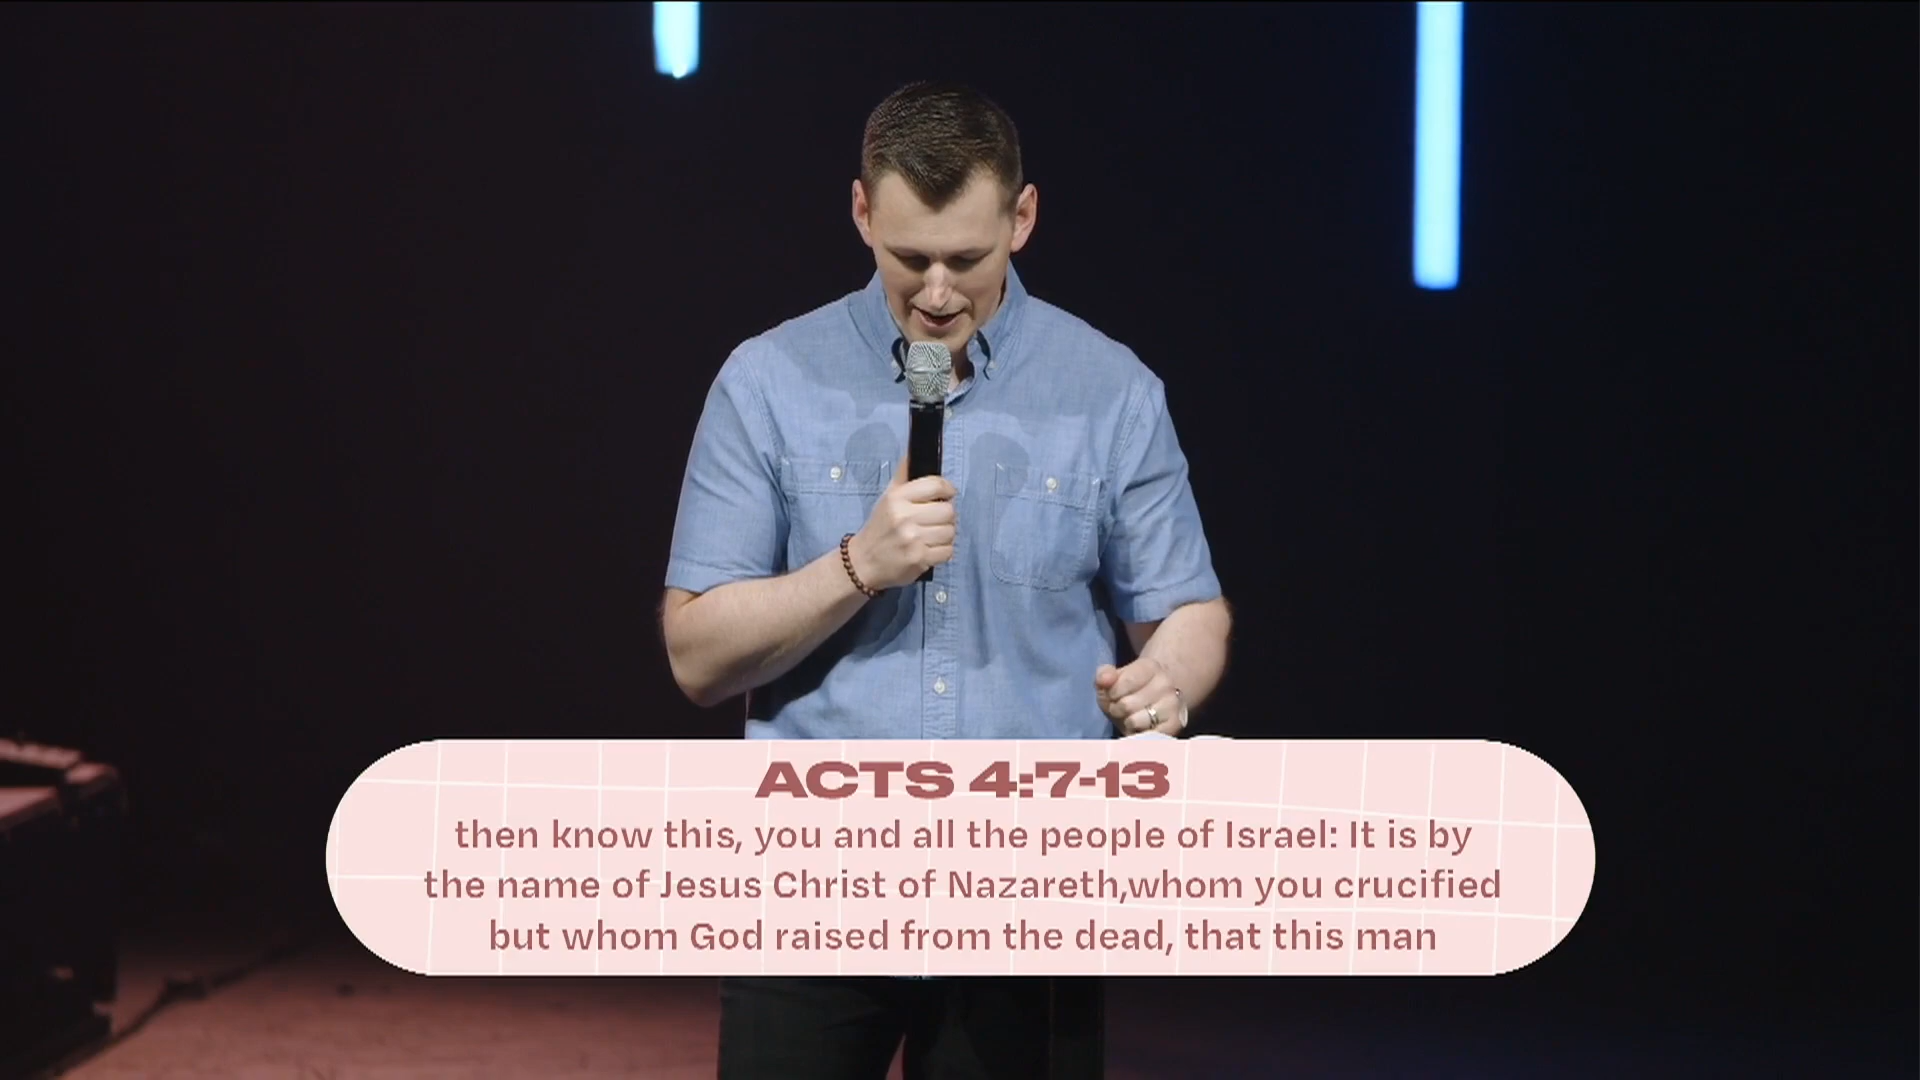 ACTS 4:7-13
then know this, you and all the people of Israel: It is by
the name of Jesus Christ of Nazareth,whom you crucified
but whom God raised from the dead, that this man